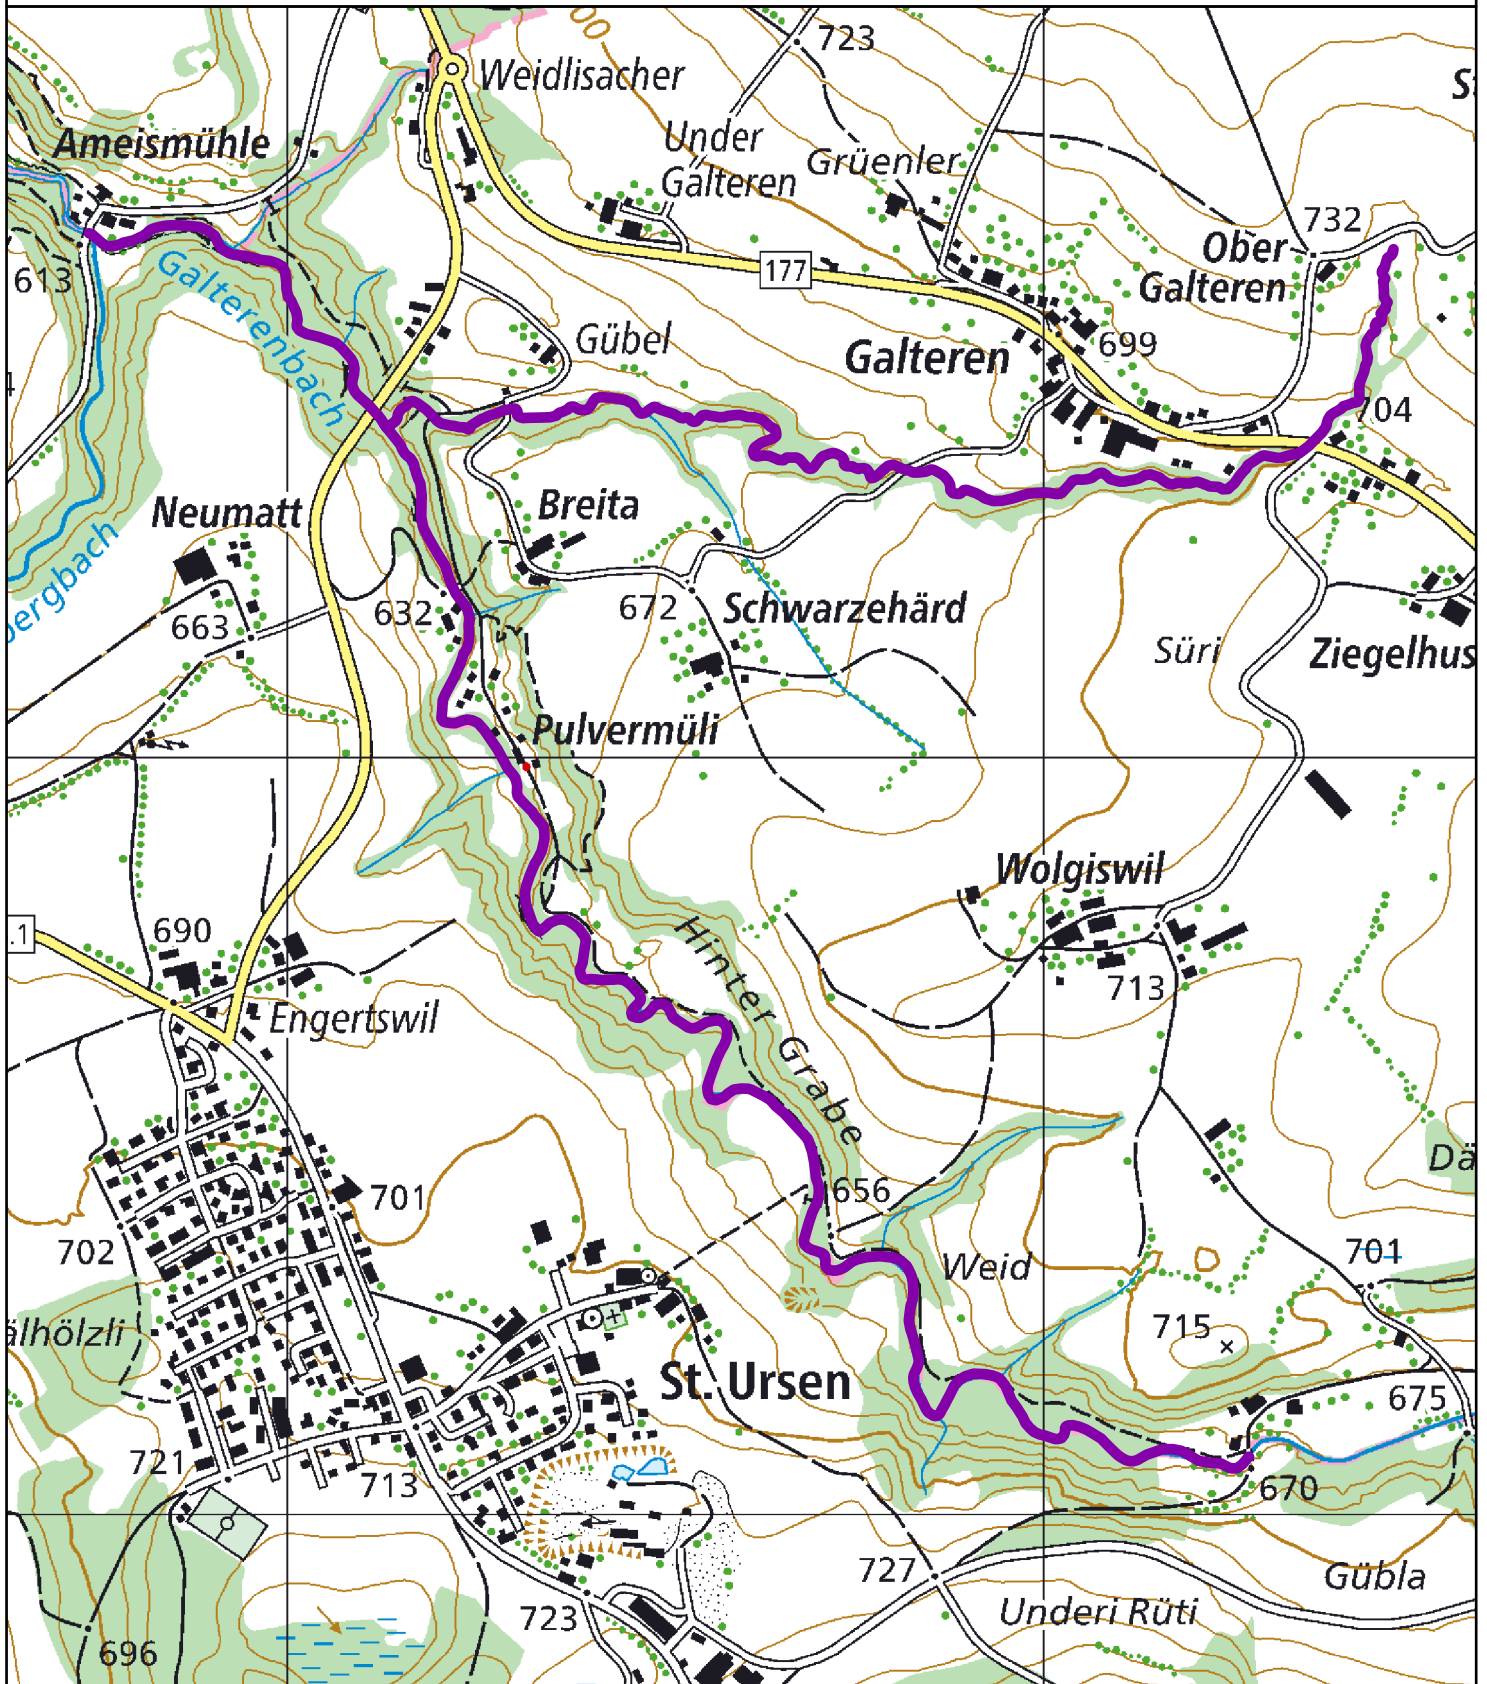 00
723
Weidlisacher
Ameismühle
Under
Galteren
Grüenler
613
Galterenbach
177
732
Ober
Galteren
Gübel
Galteren
699
704
Neumatt
Breita
632
672
Schwarzehärd
663
Süri
Ziegelhus
Pulvermüli
Wolgiswil
.1
690
Hinter Grabe
713
Engertswil
701
656
702
Weid
701
715
St. Ursen
675
721
713
670
727
Gübla
723
Underi Rüti
696